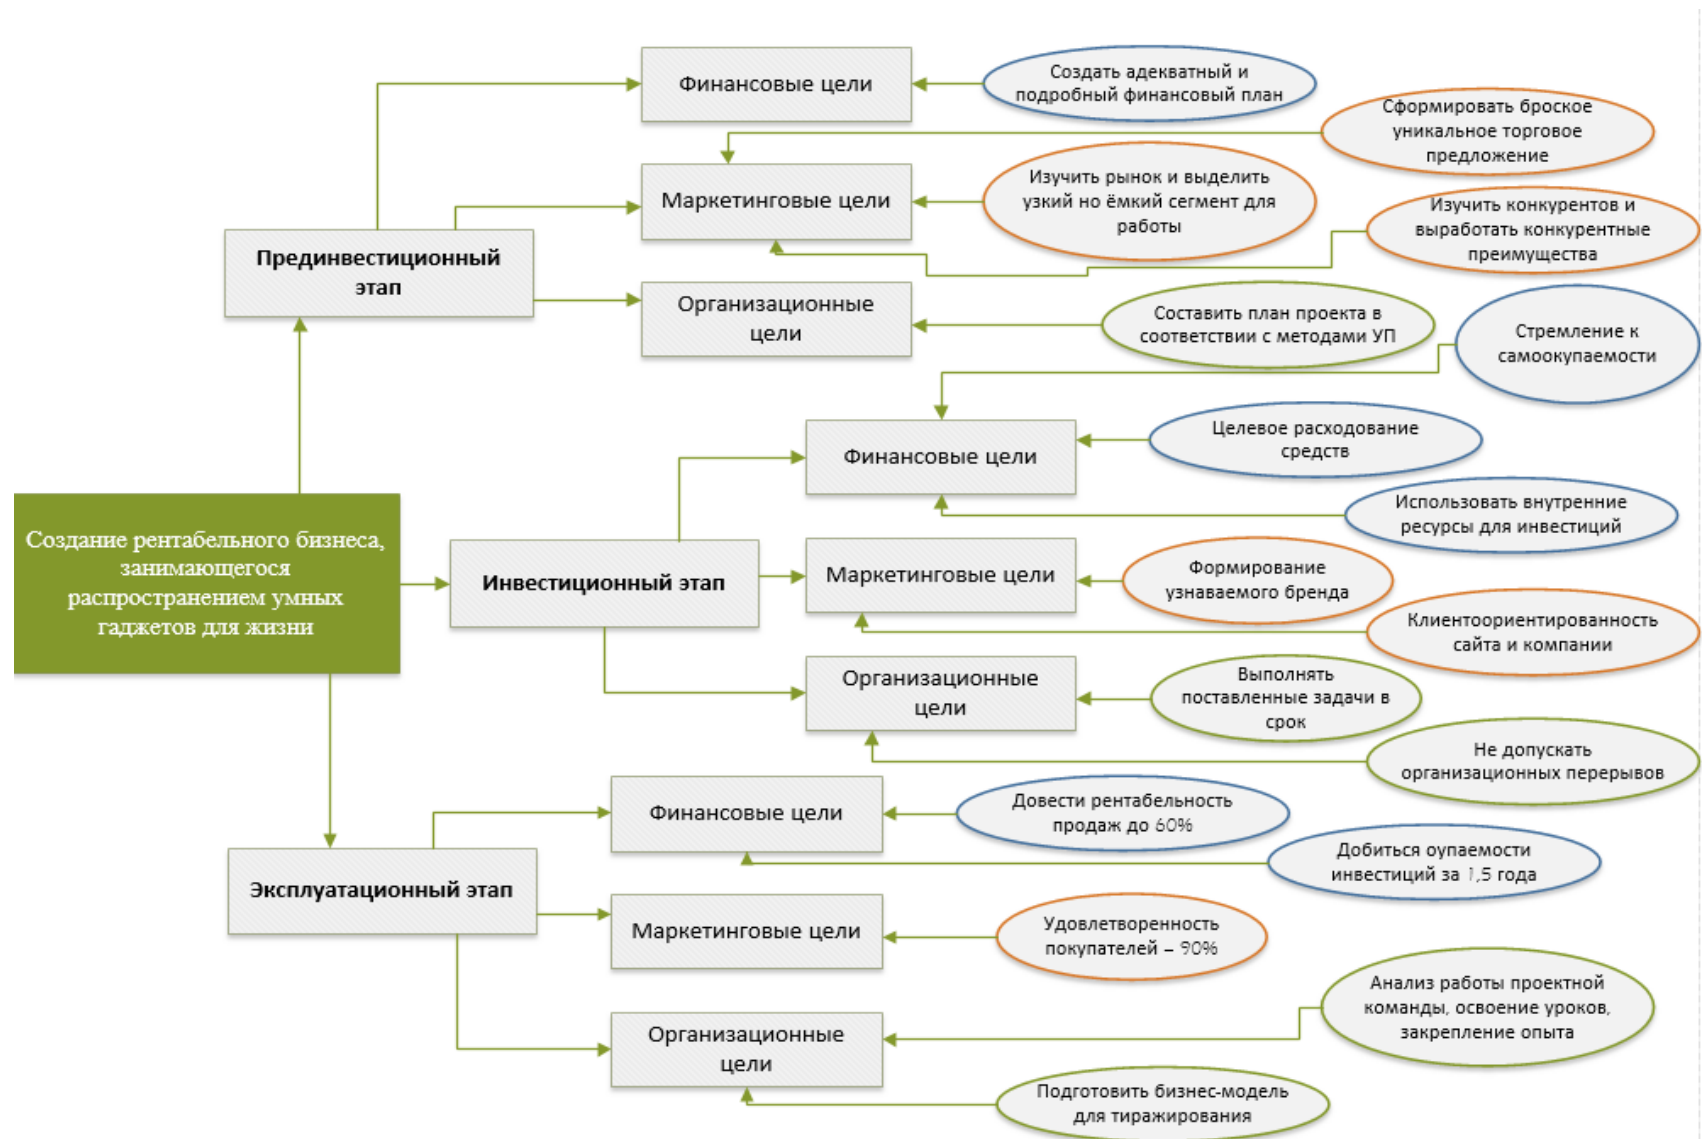 Создание рентабельного бизнеса,
занимающегося
распространением умных
гаджетов для жизни
Прединвестиционный
этап
Финансовые цели
Создать адекватный и
подробный финансовый план
Маркетинговые цели
Сформировать броское
уникальное торговое
предложение
Изучить рынок и выделить
узкий но ёмкий сегмент для
работы
Изучить конкурентов и
выработать конкурентные
преимущества
Организационные
цели
Составить план проекта в
соответствии с методами УП
Инвестиционный этап
Финансовые цели
Стремление к
самоокупаемости
Целевое расходование
средств
Использовать внутренние
ресурсы для инвестиций
Маркетинговые цели
Формирование
узнаваемого бренда
Клиентоориентированность
сайта и компании
Организационные
цели
Выполнять
поставленные задачи в
срок
Не допускать
организационных перерывов
Эксплуатационный этап
Финансовые цели
Довести рентабельность
продаж до 60%
Добиться оупаемости
инвестиций за 1,5 года
Маркетинговые цели
Удовлетворенность
покупателей – 90%
Организационные
цели
Анализ работы проектной
команды, освоение уроков,
закрепление опыта
Подготовить бизнес-модель
для тиражирования